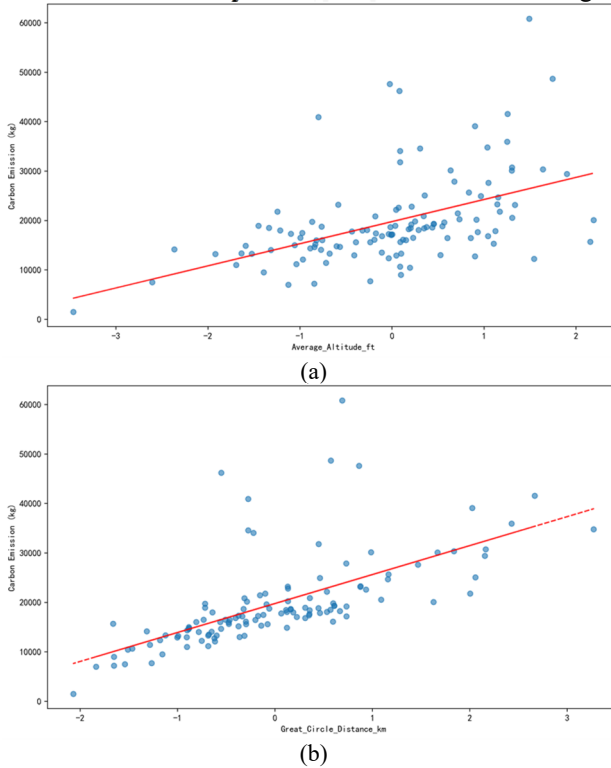 60000
50000
40000
30000
20000
10000
0
Carbon Emission (kg)
-3 -2 -1 0 1 2
Average_Altitude_ft
(a)
60000
50000
40000
30000
20000
10000
0
Carbon Emission (kg)
-2 -1 0 1 2 3
Great_Circle_Distance_km
(b)